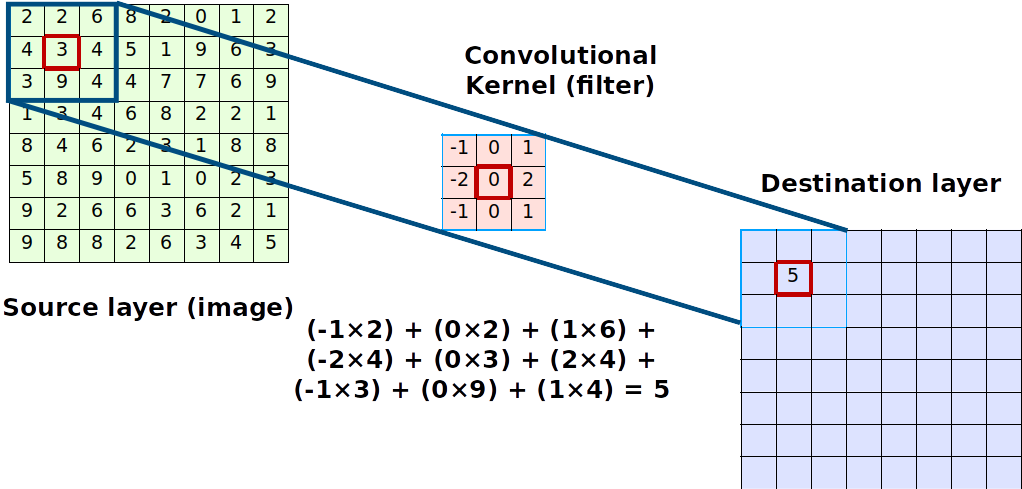 2 2 6 8 2 0 1 2
4 3 4 5 1 9 6 3
3 9 4 4 7 7 6 9
1 3 4 6 8 2 2 1
8 4 6 2 3 1 8 8
5 8 9 0 1 0 2 3
9 2 6 6 3 6 2 1
9 8 8 2 6 3 4 5
Source layer (image)
Convolutional
Kernel (filter)
-1 0 1
-2 0 2
-1 0 1
(-1×2) + (0×2) + (1×6) +
(-2×4) + (0×3) + (2×4) +
(-1×3) + (0×9) + (1×4) = 5
Destination layer
5